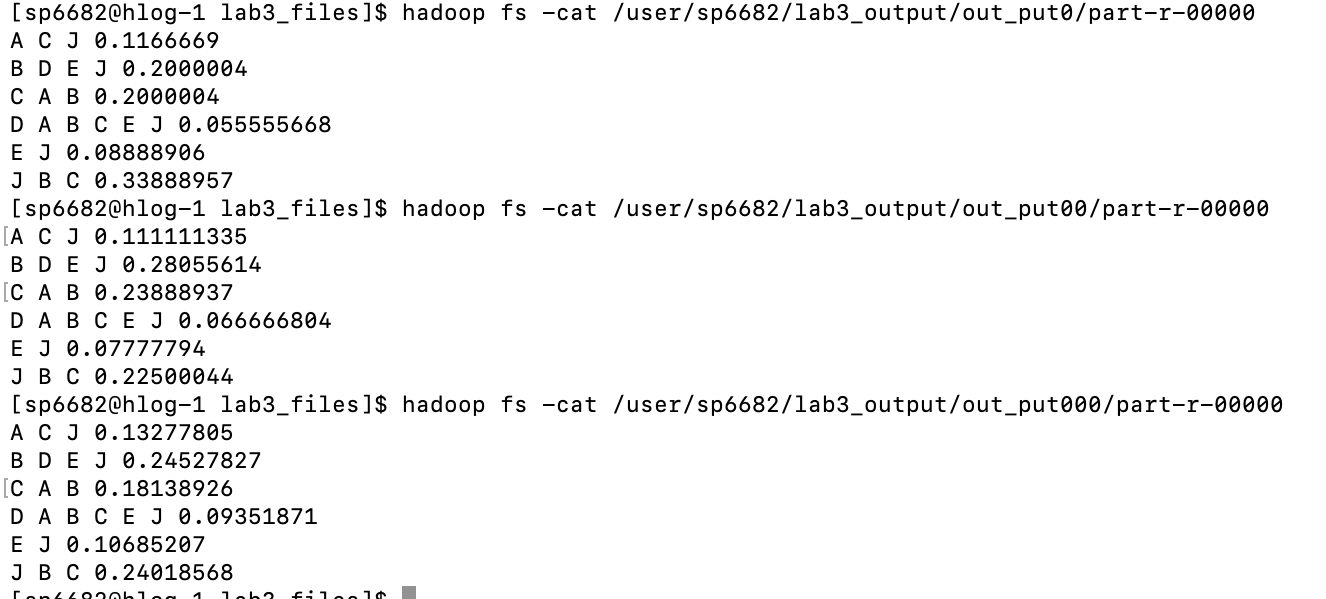 [sp6682@hlog-1 lab3_files]$ hadoop fs -cat /user/sp6682/lab3_output/out_put0/part-r-00000
A C J 0.1166669
B D E J 0.2000004
C A B 0.2000004
D A B C E J 0.055555668
E J 0.08888906
J B C 0.33888957
[sp6682@hlog-1 lab3_files]$ hadoop fs -cat /user/sp6682/lab3_output/out_put00/part-r-00000
[A C J 0.111111335
B D E J 0.28055614
[C A B 0.23888937
D A B C E J 0.066666804
E J 0.07777794
J B C 0.22500044
[sp6682@hlog-1 lab3_files]$ hadoop fs -cat /user/sp6682/lab3_output/out_put000/part-r-00000
A C J 0.13277805
B D E J 0.24527827
[C A B 0.18138926
D A B C E J 0.09351871
E J 0.10685207
J B C 0.24018568
[sp6682@hlog-1 lab3_files]$